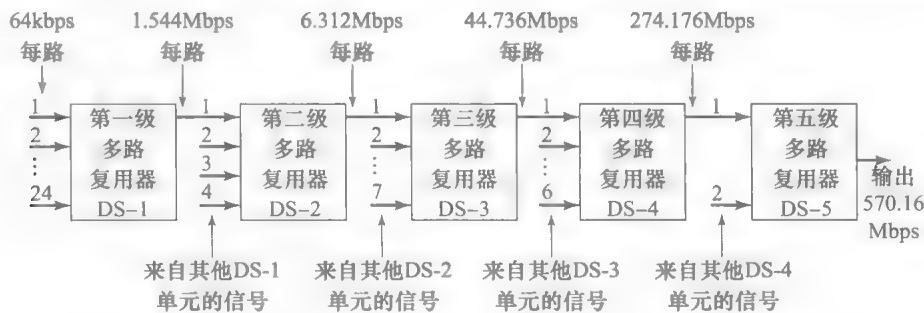 64kbps
每路
1.544Mbps
每路
6.312Mbps
每路
44.736Mbps
每路
274.176Mbps
每路
1
2
⋮
24
第一级
多路
复用器
DS-1
1
2
3
4
第二级
多路
复用器
DS-2
1
2
⋮
7
第三级
多路
复用器
DS-3
1
2
⋮
6
第四级
多路
复用器
DS-4
1
2
第五级
多路
复用器
DS-5
输出
570.16
Mbps
来自其他DS-1
单元的信号
来自其他DS-2
单元的信号
来自其他DS-3
单元的信号
来自其他DS-4
单元的信号